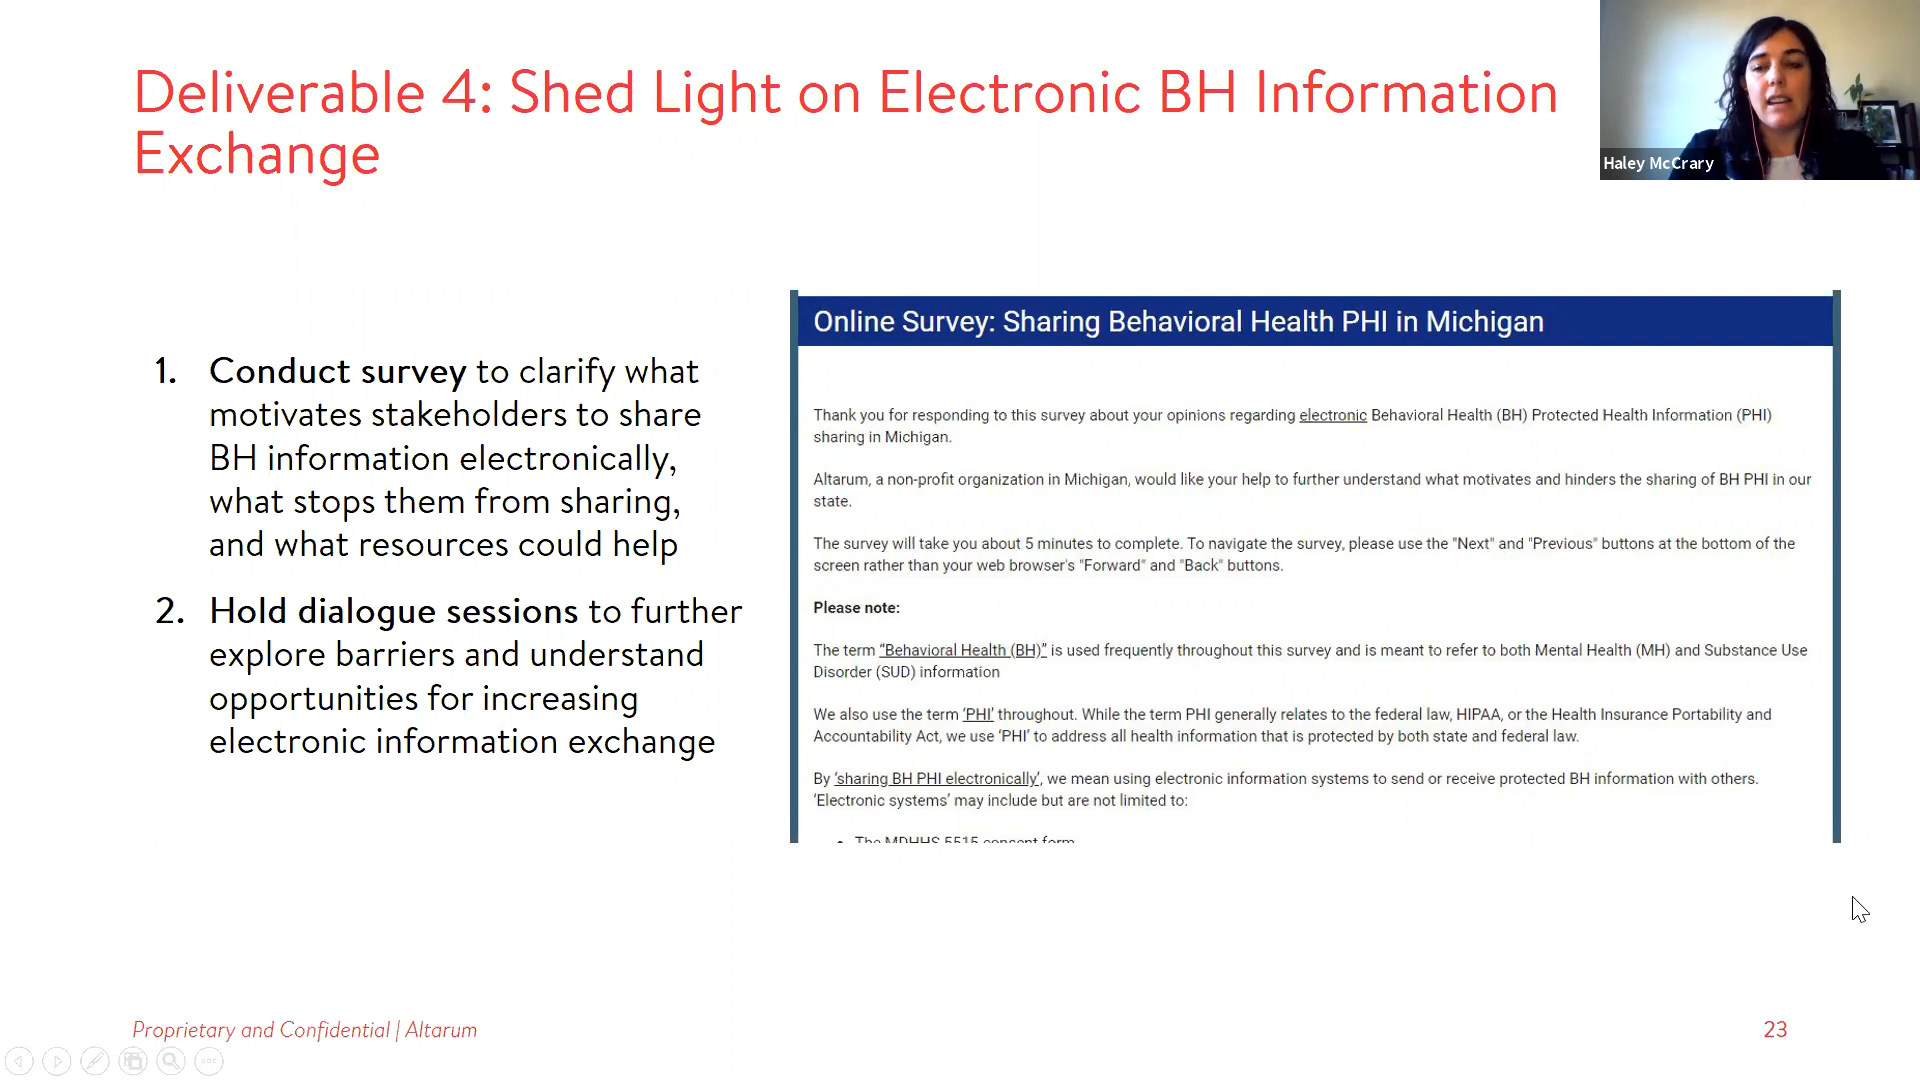 Deliverable 4: Shed Light on Electronic BH Information
Exchange
Haley McCrary
1. Conduct survey to clarify what
motivates stakeholders to share
BH information electronically,
what stops them from sharing,
and what resources could help
2. Hold dialogue sessions to further
explore barriers and understand
opportunities for increasing
electronic information exchange
Online Survey: Sharing Behavioral Health PHI in Michigan
Thank you for responding to this survey about your opinions regarding electronic Behavioral Health (BH) Protected Health Information (PHI)
sharing in Michigan.
Altarum, a non-profit organization in Michigan, would like your help to further understand what motivates and hinders the sharing of BH PHI in our
state.
The survey will take you about 5 minutes to complete. To navigate the survey, please use the "Next" and "Previous" buttons at the bottom of the
screen rather than your web browser's "Forward" and "Back" buttons.
Please note:
The term “Behavioral Health (BH)” is used frequently throughout this survey and is meant to refer to both Mental Health (MH) and Substance Use
Disorder (SUD) information
We also use the term ‘PHI’ throughout. While the term PHI generally relates to the federal law, HIPAA, or the Health Insurance Portability and
Accountability Act, we use ‘PHI’ to address all health information that is protected by both state and federal law.
By ‘sharing BH PHI electronically’, we mean using electronic information systems to send or receive protected BH information with others.
‘Electronic systems’ may include but are not limited to:
• The MDHHS 5515 consent form
Proprietary and Confidential | Altarum
23